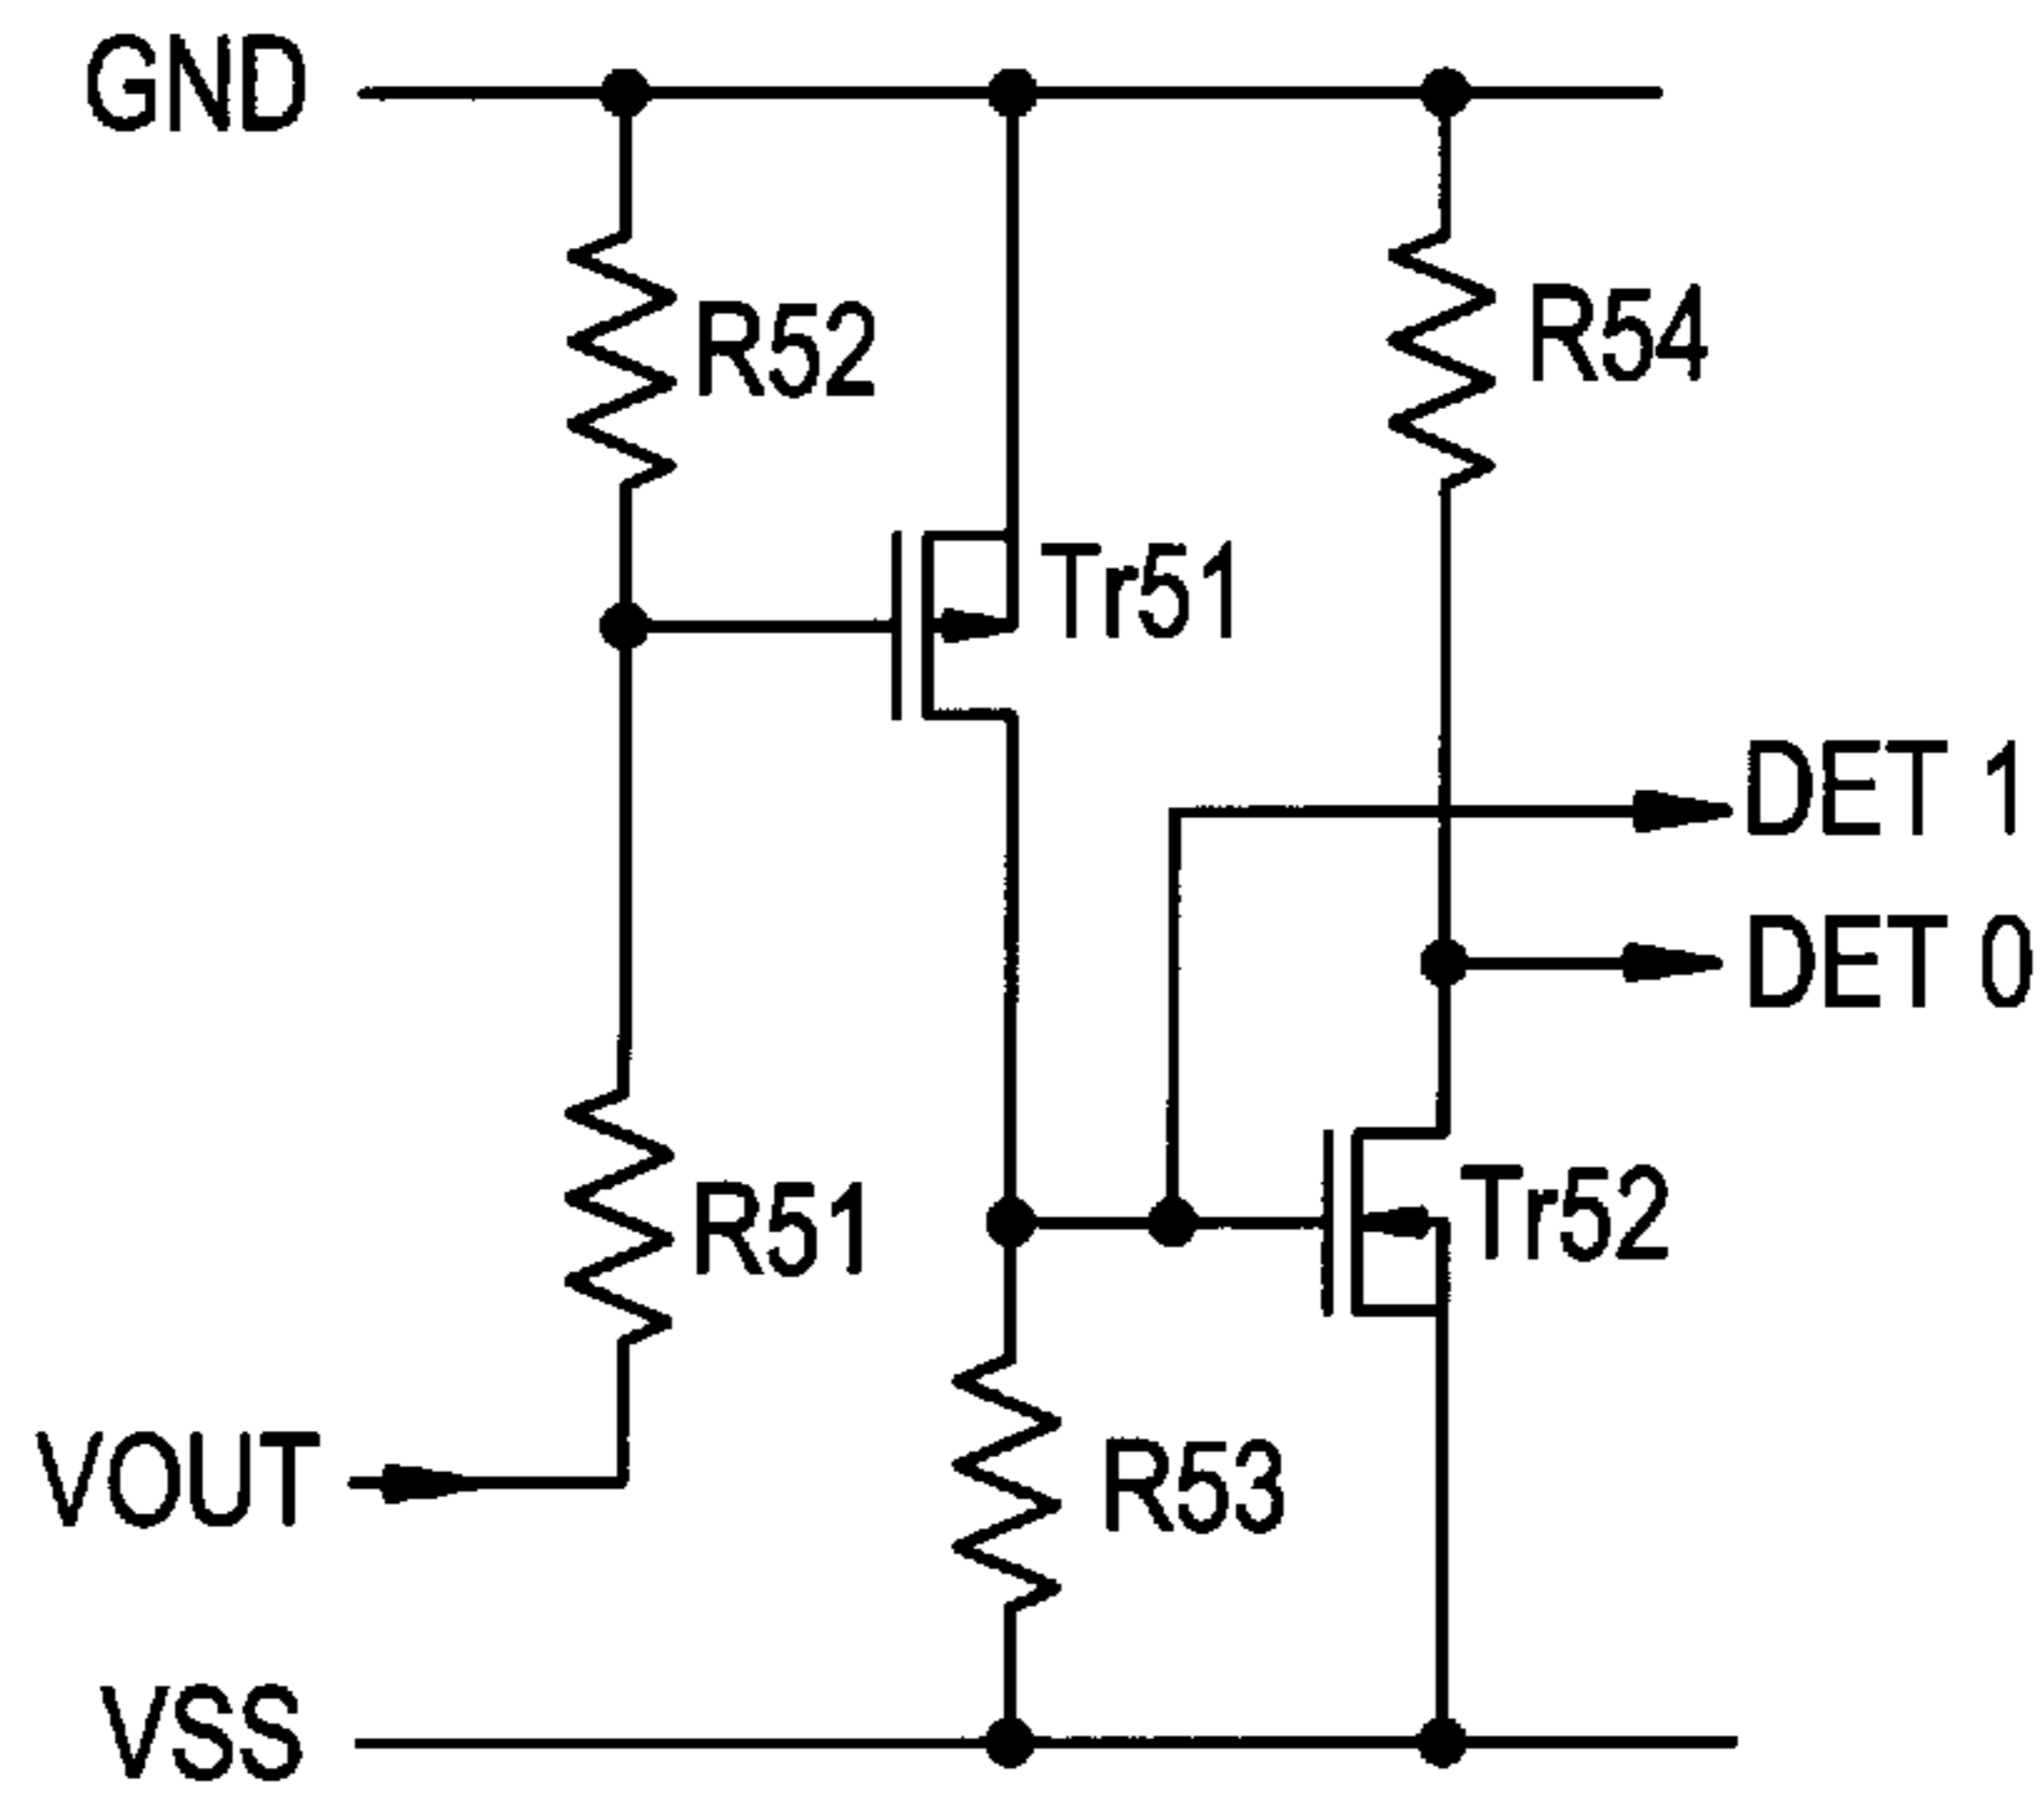 GND
R52
R54
Tr51
DET 1
DET 0
R51
Tr52
VOUT
R53
VSS